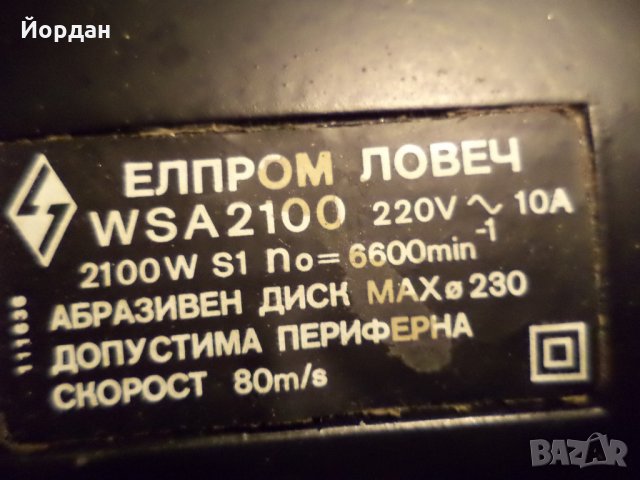 Йордан
ЕЛПРОМ ЛОВЕЧ
WSA2100 220V ~ 10A
2100W S1 no=6600min-1
АБРАЗИВЕН ДИСК MAXø230
ДОПУСТИМА ПЕРИФЕРНА
СКОРОСТ 80m/s
111636
BAZAR